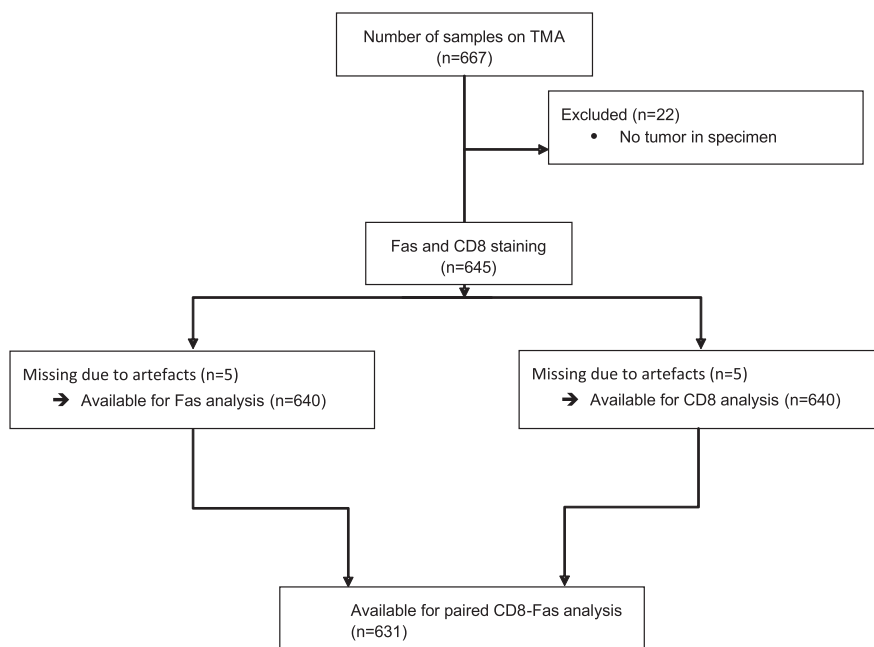 Number of samples on TMA
(n=667)
Excluded (n=22)
• No tumor in specimen
Fas and CD8 staining
(n=645)
Missing due to artefacts (n=5)
➔ Available for Fas analysis (n=640)
Missing due to artefacts (n=5)
➔ Available for CD8 analysis (n=640)
Available for paired CD8-Fas analysis
(n=631)